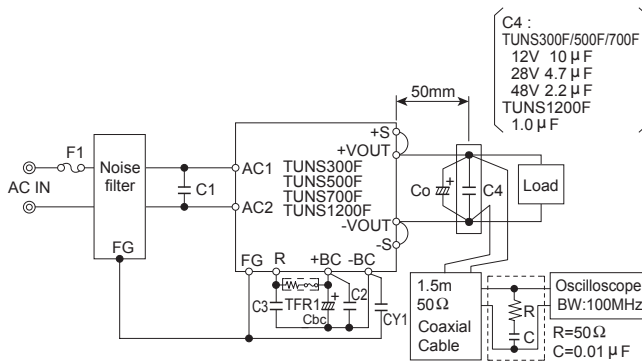 C4 :
TUNS300F/500F/700F
12V 10μF
28V 4.7μF
48V 2.2μF
TUNS1200F
1.0μF
50mm
+S
+VOUT
F1
Noise
filter
AC IN
C1
AC1
AC2
TUNS300F
TUNS500F
TUNS700F
TUNS1200F
Co
+
C4
Load
-VOUT
-S
FG
FG
R
+BC
-BC
C3
TFR1
Cbc
+
C2
CY1
1.5m
50Ω
Coaxial
Cable
R
C
Oscilloscope
BW:100MHz
R=50Ω
C=0.01μF